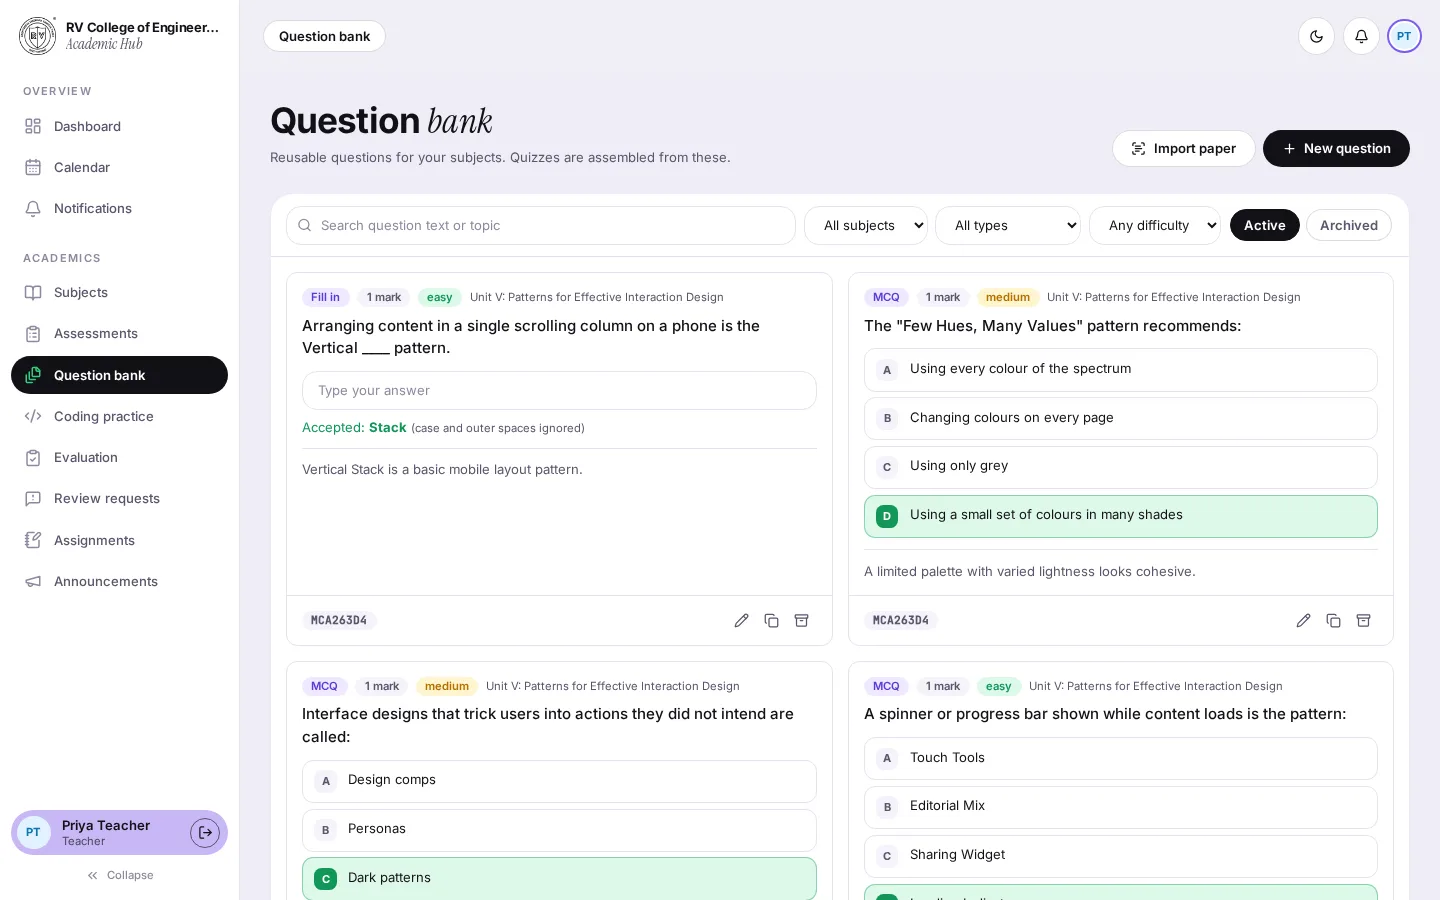 RV College of Engineer...
Academic Hub
OVERVIEW
Dashboard
Calendar
Notifications
ACADEMICS
Subjects
Assessments
Question bank
Coding practice
Evaluation
Review requests
Assignments
Announcements
PT
Priya Teacher
Teacher
Collapse
Question bank
PT
Question bank
Reusable questions for your subjects. Quizzes are assembled from these.
Import paper
New question
Search question text or topic
All subjects
All types
Any difficulty
Active
Archived
Fill in 1 mark easy Unit V: Patterns for Effective Interaction Design
Arranging content in a single scrolling column on a phone is the
Vertical ____ pattern.
Type your answer
Accepted: Stack (case and outer spaces ignored)
Vertical Stack is a basic mobile layout pattern.
MCA263D4
MCQ 1 mark medium Unit V: Patterns for Effective Interaction Design
The "Few Hues, Many Values" pattern recommends:
A Using every colour of the spectrum
B Changing colours on every page
C Using only grey
D Using a small set of colours in many shades
A limited palette with varied lightness looks cohesive.
MCA263D4
MCQ 1 mark medium Unit V: Patterns for Effective Interaction Design
Interface designs that trick users into actions they did not intend are
called:
A Design comps
B Personas
C Dark patterns
MCQ 1 mark easy Unit V: Patterns for Effective Interaction Design
A spinner or progress bar shown while content loads is the pattern:
A Touch Tools
B Editorial Mix
C Sharing Widget